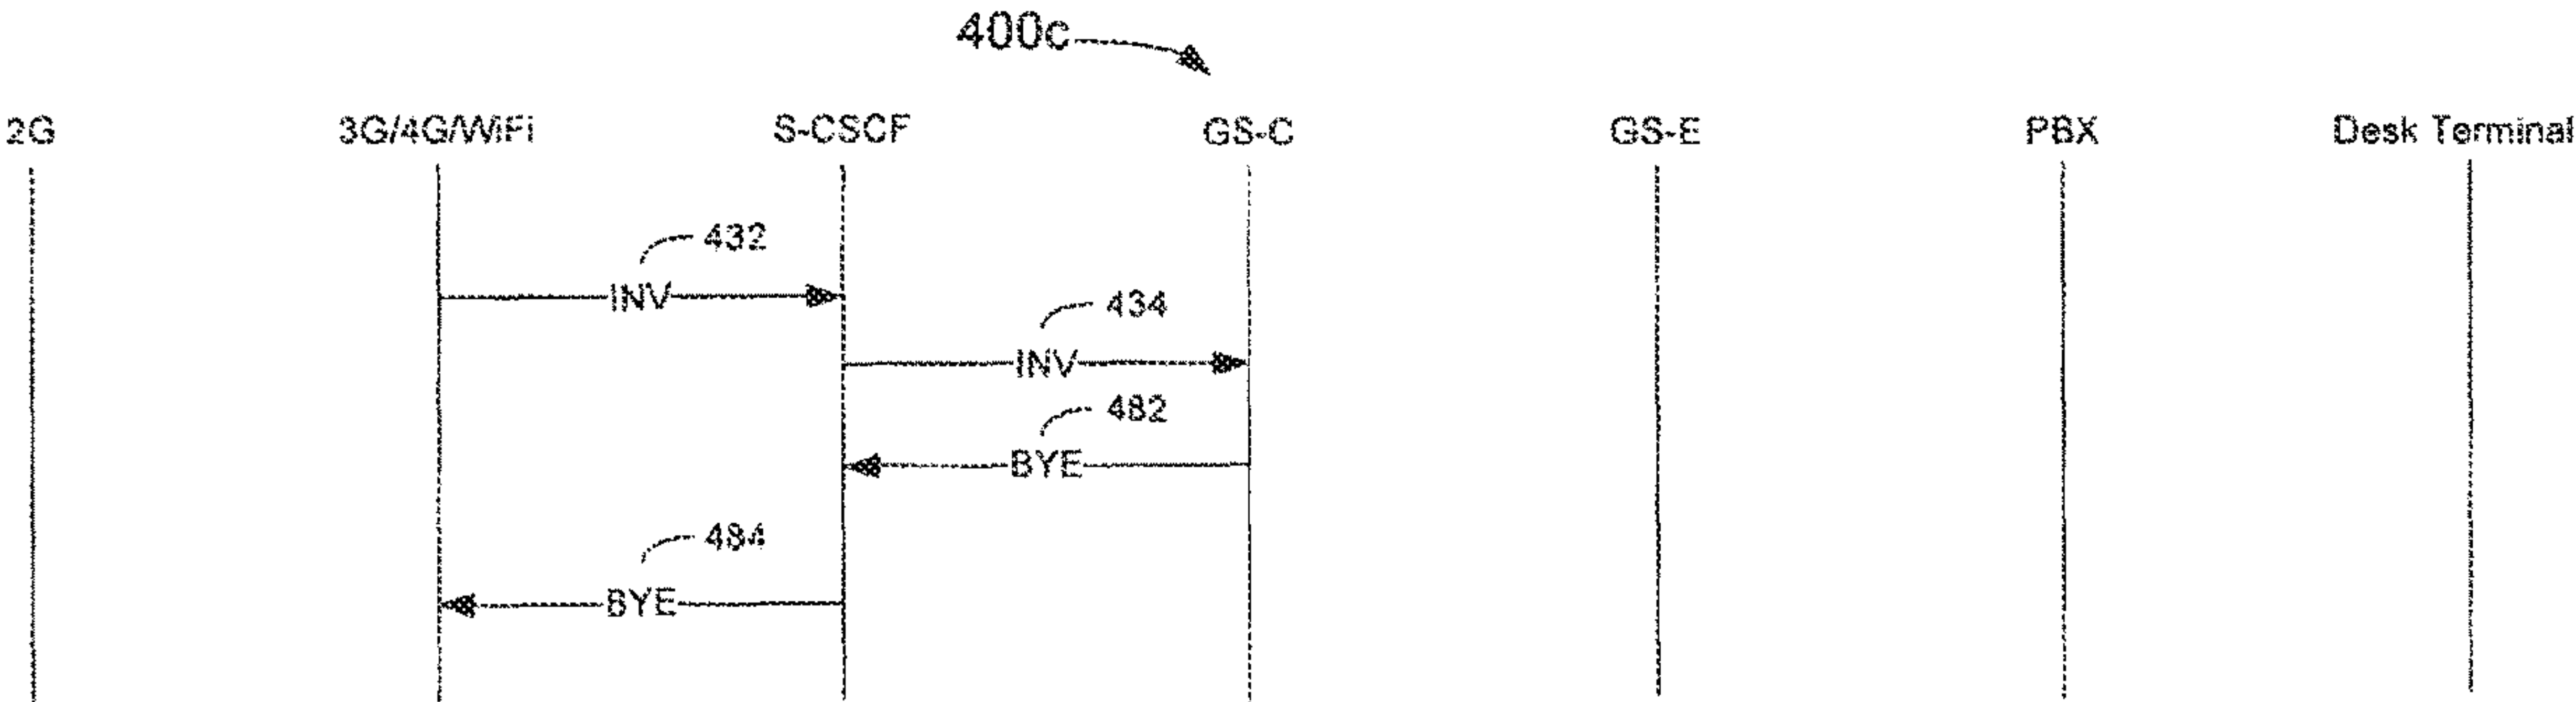 400c
2G 3G/4G/WiFi S-CSCF GS-C GS-E PBX Desk Terminal
432
INV
434
INV
482
BYE
484
BYE